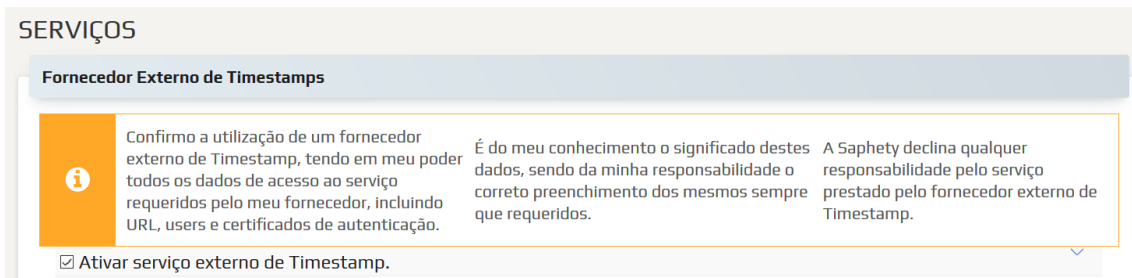 SERVIÇOS
Fornecedor Externo de Timestamps
Confirmo a utilização de um fornecedor
externo de Timestamp, tendo em meu poder
todos os dados de acesso ao serviço
requeridos pelo meu fornecedor, incluindo
URL, users e certificados de autenticação.
É do meu conhecimento o significado destes
dados, sendo da minha responsabilidade o
correto preenchimento dos mesmos sempre
que requeridos.
A Saphety declina qualquer
responsabilidade pelo serviço
prestado pelo fornecedor externo de
Timestamp.
Ativar serviço externo de Timestamp.